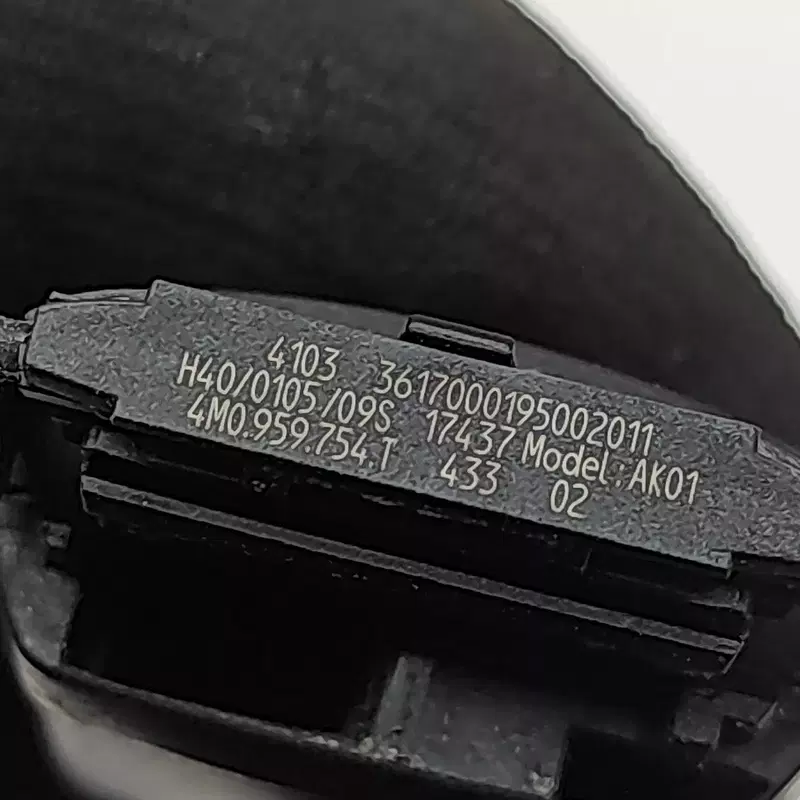 4103 3617000195002011
H40/0105/09S 17437 Model: AK01
4M0.959.754.T 433 02